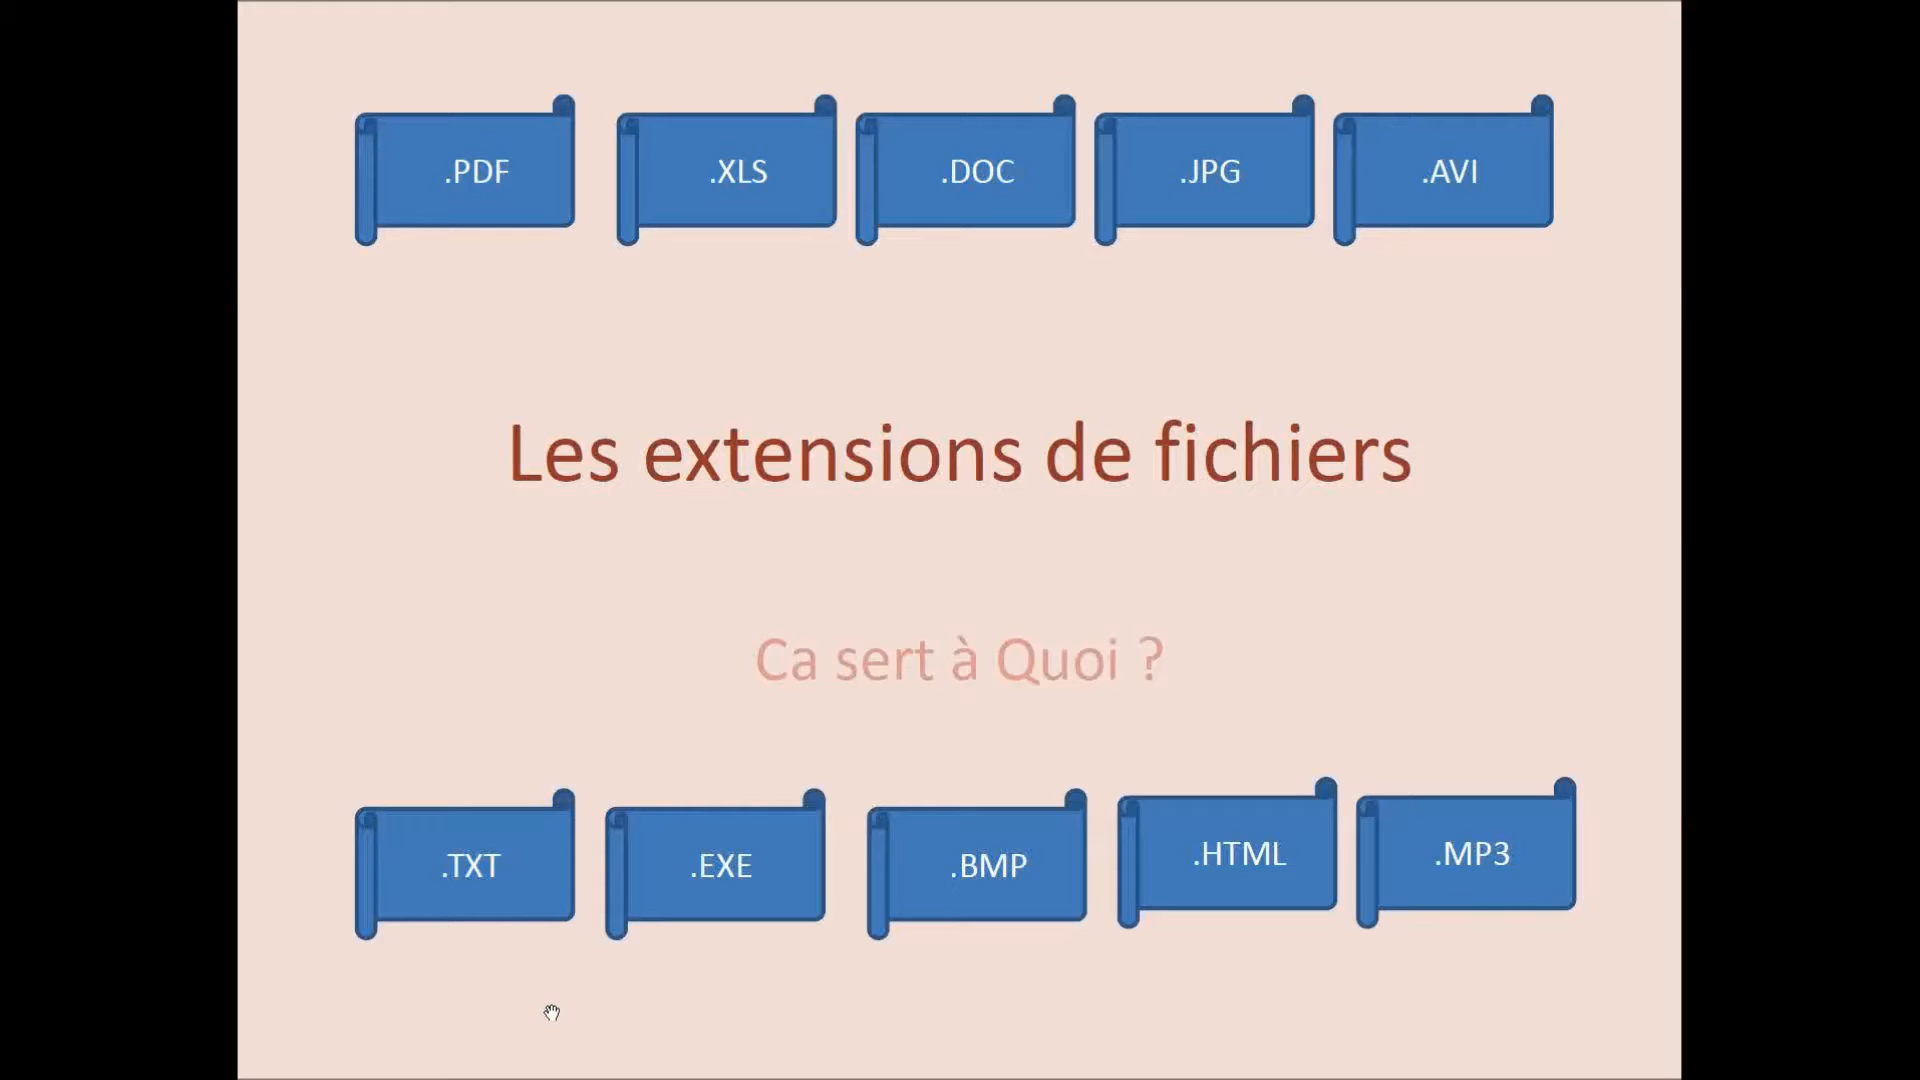 .PDF .XLS .DOC .JPG .AVI
Les extensions de fichiers
Ca sert à Quoi ?
.TXT .EXE .BMP .HTML .MP3